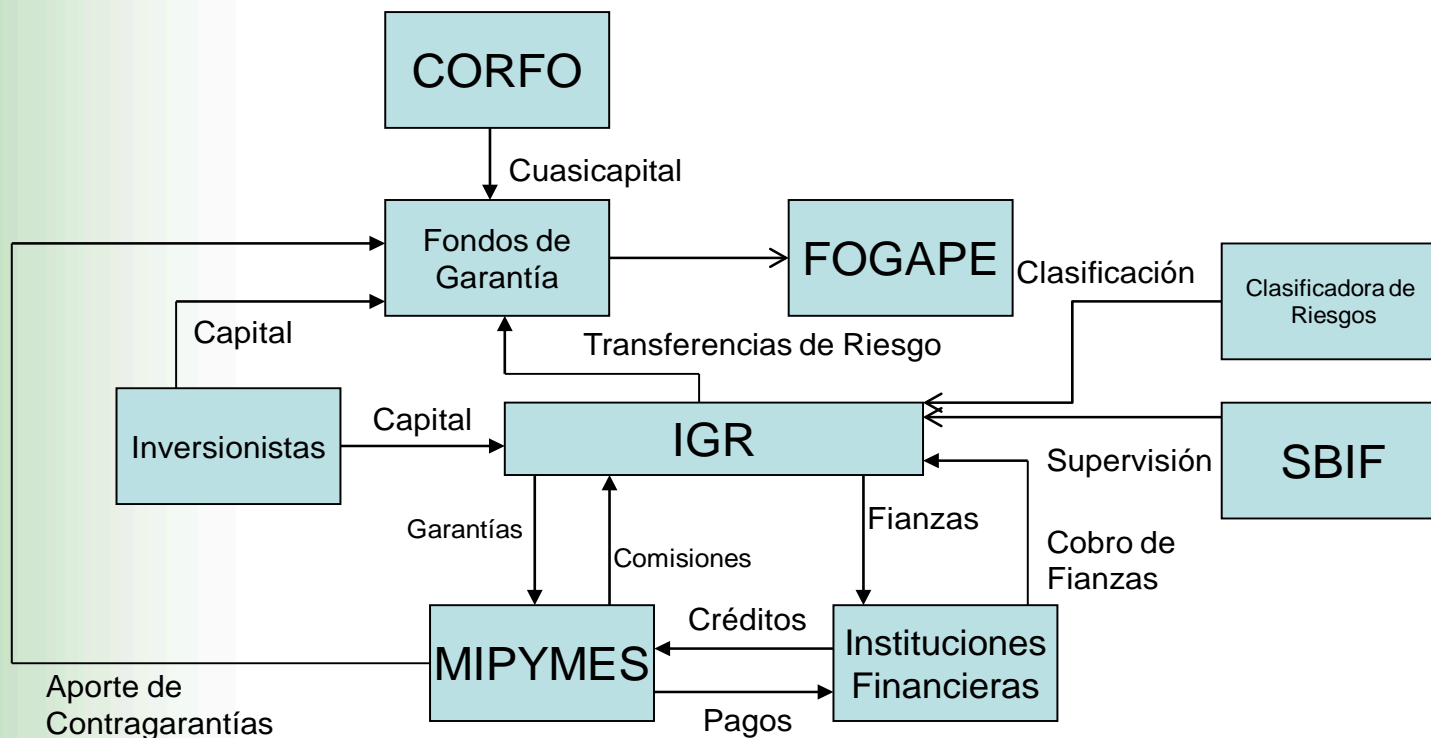 CORFO
Cuasicapital
Fondos de
Garantía
FOGAPE
Clasificación
Clasificadora de
Riesgos
Capital
Transferencias de Riesgo
Inversionistas
Capital
IGR
Supervisión
SBIF
Garantías
Comisiones
Fianzas
Cobro de
Fianzas
MIPYMES
Créditos
Pagos
Instituciones
Financieras
Aporte de
Contragarantías